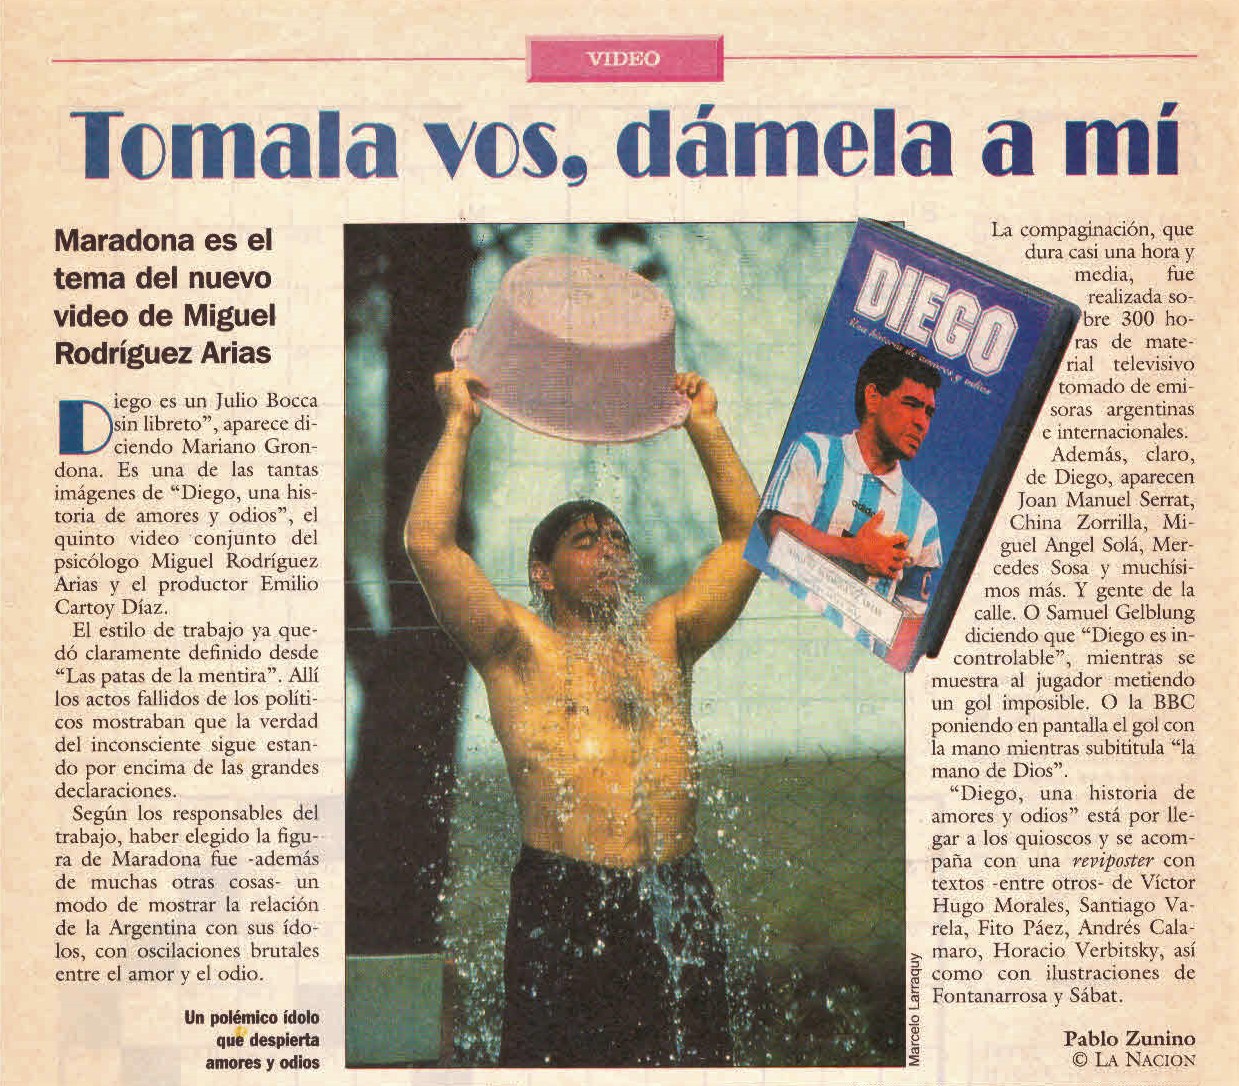 VIDEO
Tomala vos, dámela a mí
Maradona es el
tema del nuevo
video de Miguel
Rodríguez Arias
Diego es un Julio Bocca
sin libreto”, aparece di-
ciendo Mariano Gron-
dona. Es una de las tantas
imágenes de “Diego, una his-
toria de amores y odios”, el
quinto video conjunto del
psicólogo Miguel Rodríguez
Arias y el productor Emilio
Cartoy Díaz.
El estilo de trabajo ya que-
dó claramente definido desde
“Las patas de la mentira”. Allí
los actos fallidos de los políti-
cos mostraban que la verdad
del inconsciente sigue estan-
do por encima de las grandes
declaraciones.
Según los responsables del
trabajo, haber elegido la figu-
ra de Maradona fue -además
de muchas otras cosas- un
modo de mostrar la relación
de la Argentina con sus ído-
los, con oscilaciones brutales
entre el amor y el odio.
Un polémico ídolo
que despierta
amores y odios
DIEGO
Una historia de amores y odios
adidas
Marcelo Larraquy
La compaginación, que
dura casi una hora y
media, fue
realizada so-
bre 300 ho-
ras de mate-
rial televisivo
tomado de emi-
soras argentinas
e internacionales.
Además, claro,
de Diego, aparecen
Joan Manuel Serrat,
China Zorrilla, Mi-
guel Angel Solá, Mer-
cedes Sosa y muchísi-
mos más. Y gente de la
calle. O Samuel Gelblung
diciendo que “Diego es in-
controlable”, mientras se
muestra al jugador metiendo
un gol imposible. O la BBC
poniendo en pantalla el gol con
la mano mientras subititula “la
mano de Dios”.
“Diego, una historia de
amores y odios” está por lle-
gar a los quioscos y se acom-
paña con una reviposter con
textos -entre otros- de Víctor
Hugo Morales, Santiago Va-
rela, Fito Páez, Andrés Cala-
maro, Horacio Verbitsky, así
como con ilustraciones de
Fontanarrosa y Sábat.
Pablo Zunino
© LA NACION